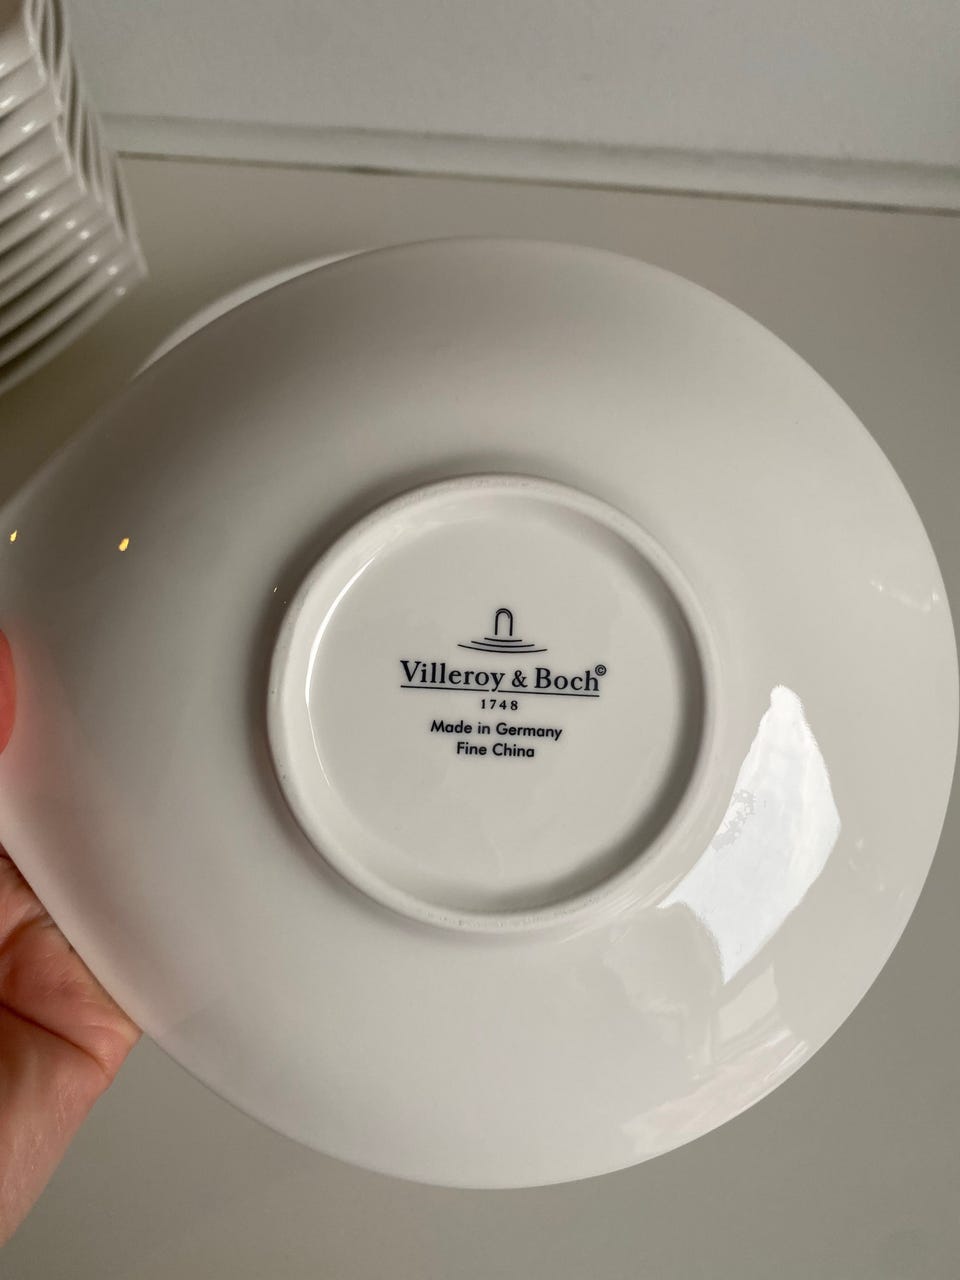 Villeroy & Boch©
1748
Made in Germany
Fine China